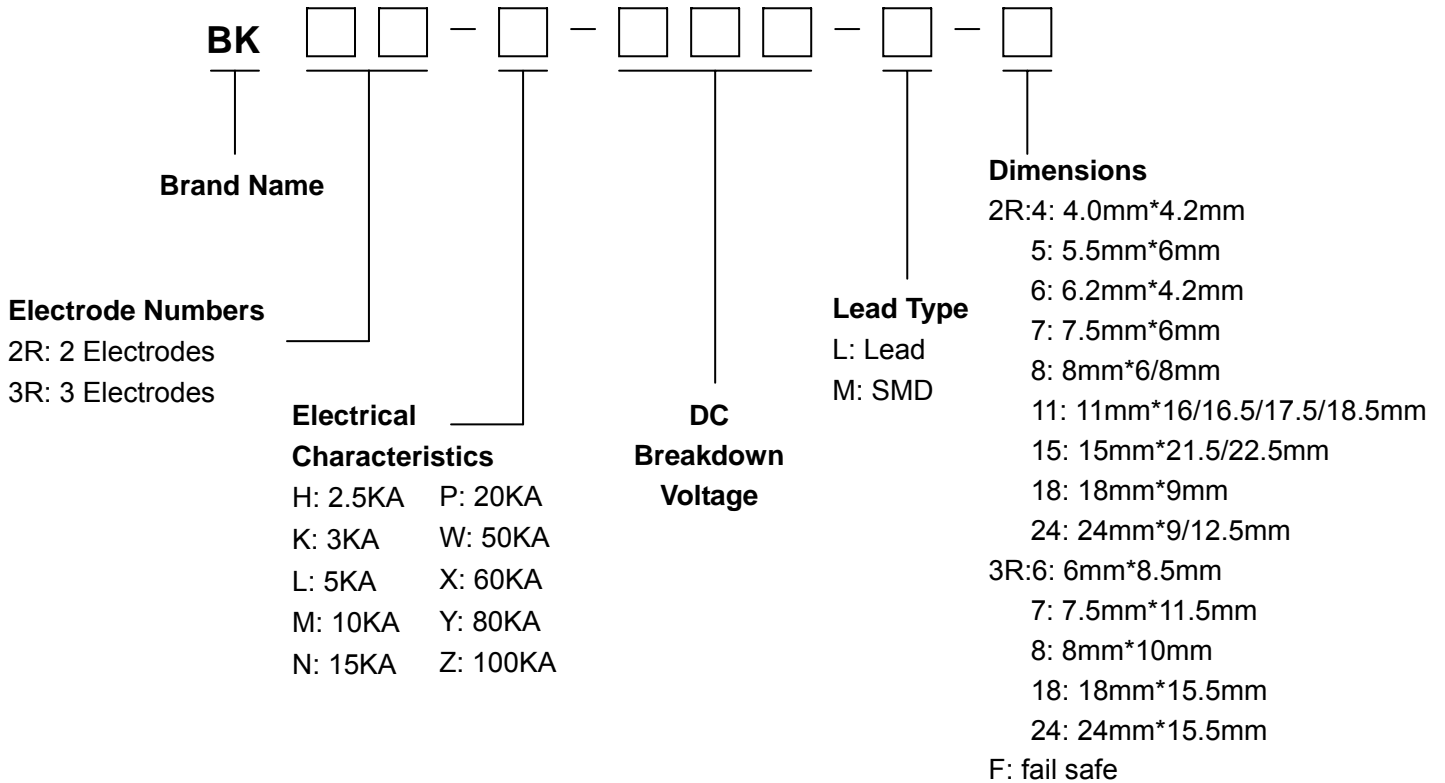 BK – – – –
Brand Name
Electrode Numbers
2R: 2 Electrodes
3R: 3 Electrodes
Electrical
Characteristics
H: 2.5KA P: 20KA
K: 3KA W: 50KA
L: 5KA X: 60KA
M: 10KA Y: 80KA
N: 15KA Z: 100KA
DC
Breakdown
Voltage
Lead Type
L: Lead
M: SMD
Dimensions
2R:4: 4.0mm*4.2mm
5: 5.5mm*6mm
6: 6.2mm*4.2mm
7: 7.5mm*6mm
8: 8mm*6/8mm
11: 11mm*16/16.5/17.5/18.5mm
15: 15mm*21.5/22.5mm
18: 18mm*9mm
24: 24mm*9/12.5mm
3R:6: 6mm*8.5mm
7: 7.5mm*11.5mm
8: 8mm*10mm
18: 18mm*15.5mm
24: 24mm*15.5mm
F: fail safe